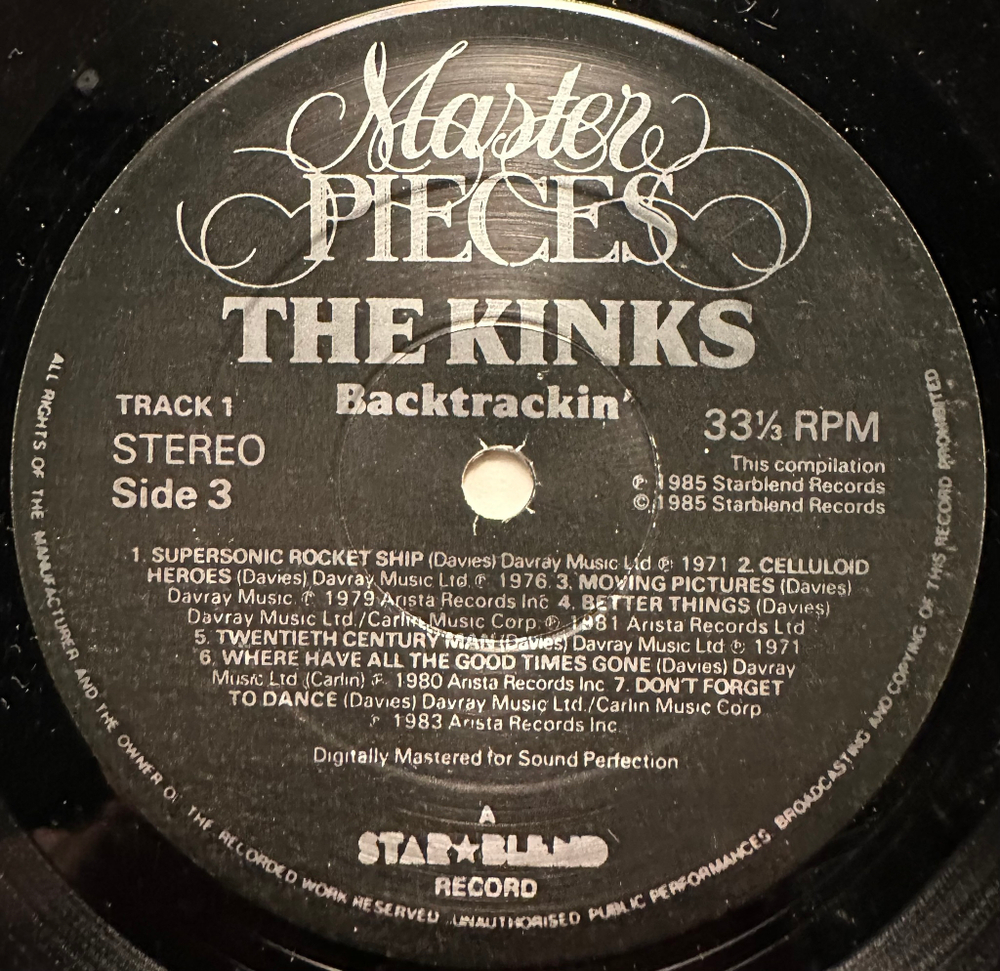 Master
PIECES
THE KINKS
Backtrackin'
TRACK 1
STEREO
Side 3
33⅓ RPM
This compilation
℗ 1985 Starblend Records
© 1985 Starblend Records
1. SUPERSONIC ROCKET SHIP (Davies) Davray Music Ltd ℗ 1971 2. CELLULOID
HEROES (Davies) Davray Music Ltd ℗ 1976 3. MOVING PICTURES (Davies)
Davray Music. ℗ 1979 Arista Records Inc 4. BETTER THINGS (Davies)
Davray Music Ltd./Carlin Music Corp ℗ 1981 Arista Records Ltd
5. TWENTIETH CENTURY MAN (Davies) Davray Music Ltd ℗ 1971
6. WHERE HAVE ALL THE GOOD TIMES GONE (Davies) Davray
Music Ltd (Carlin) ℗ 1980 Arista Records Inc 7. DON'T FORGET
TO DANCE (Davies) Davray Music Ltd./Carlin Music Corp
℗ 1983 Arista Records Inc.
Digitally Mastered for Sound Perfection
A
STAR★BLEND
RECORD
ALL RIGHTS OF THE MANUFACTURER AND THE OWNER OF THE RECORDED WORK RESERVED. UNAUTHORISED PUBLIC PERFORMANCES BROADCASTING AND COPYING OF THIS RECORD PROHIBITED